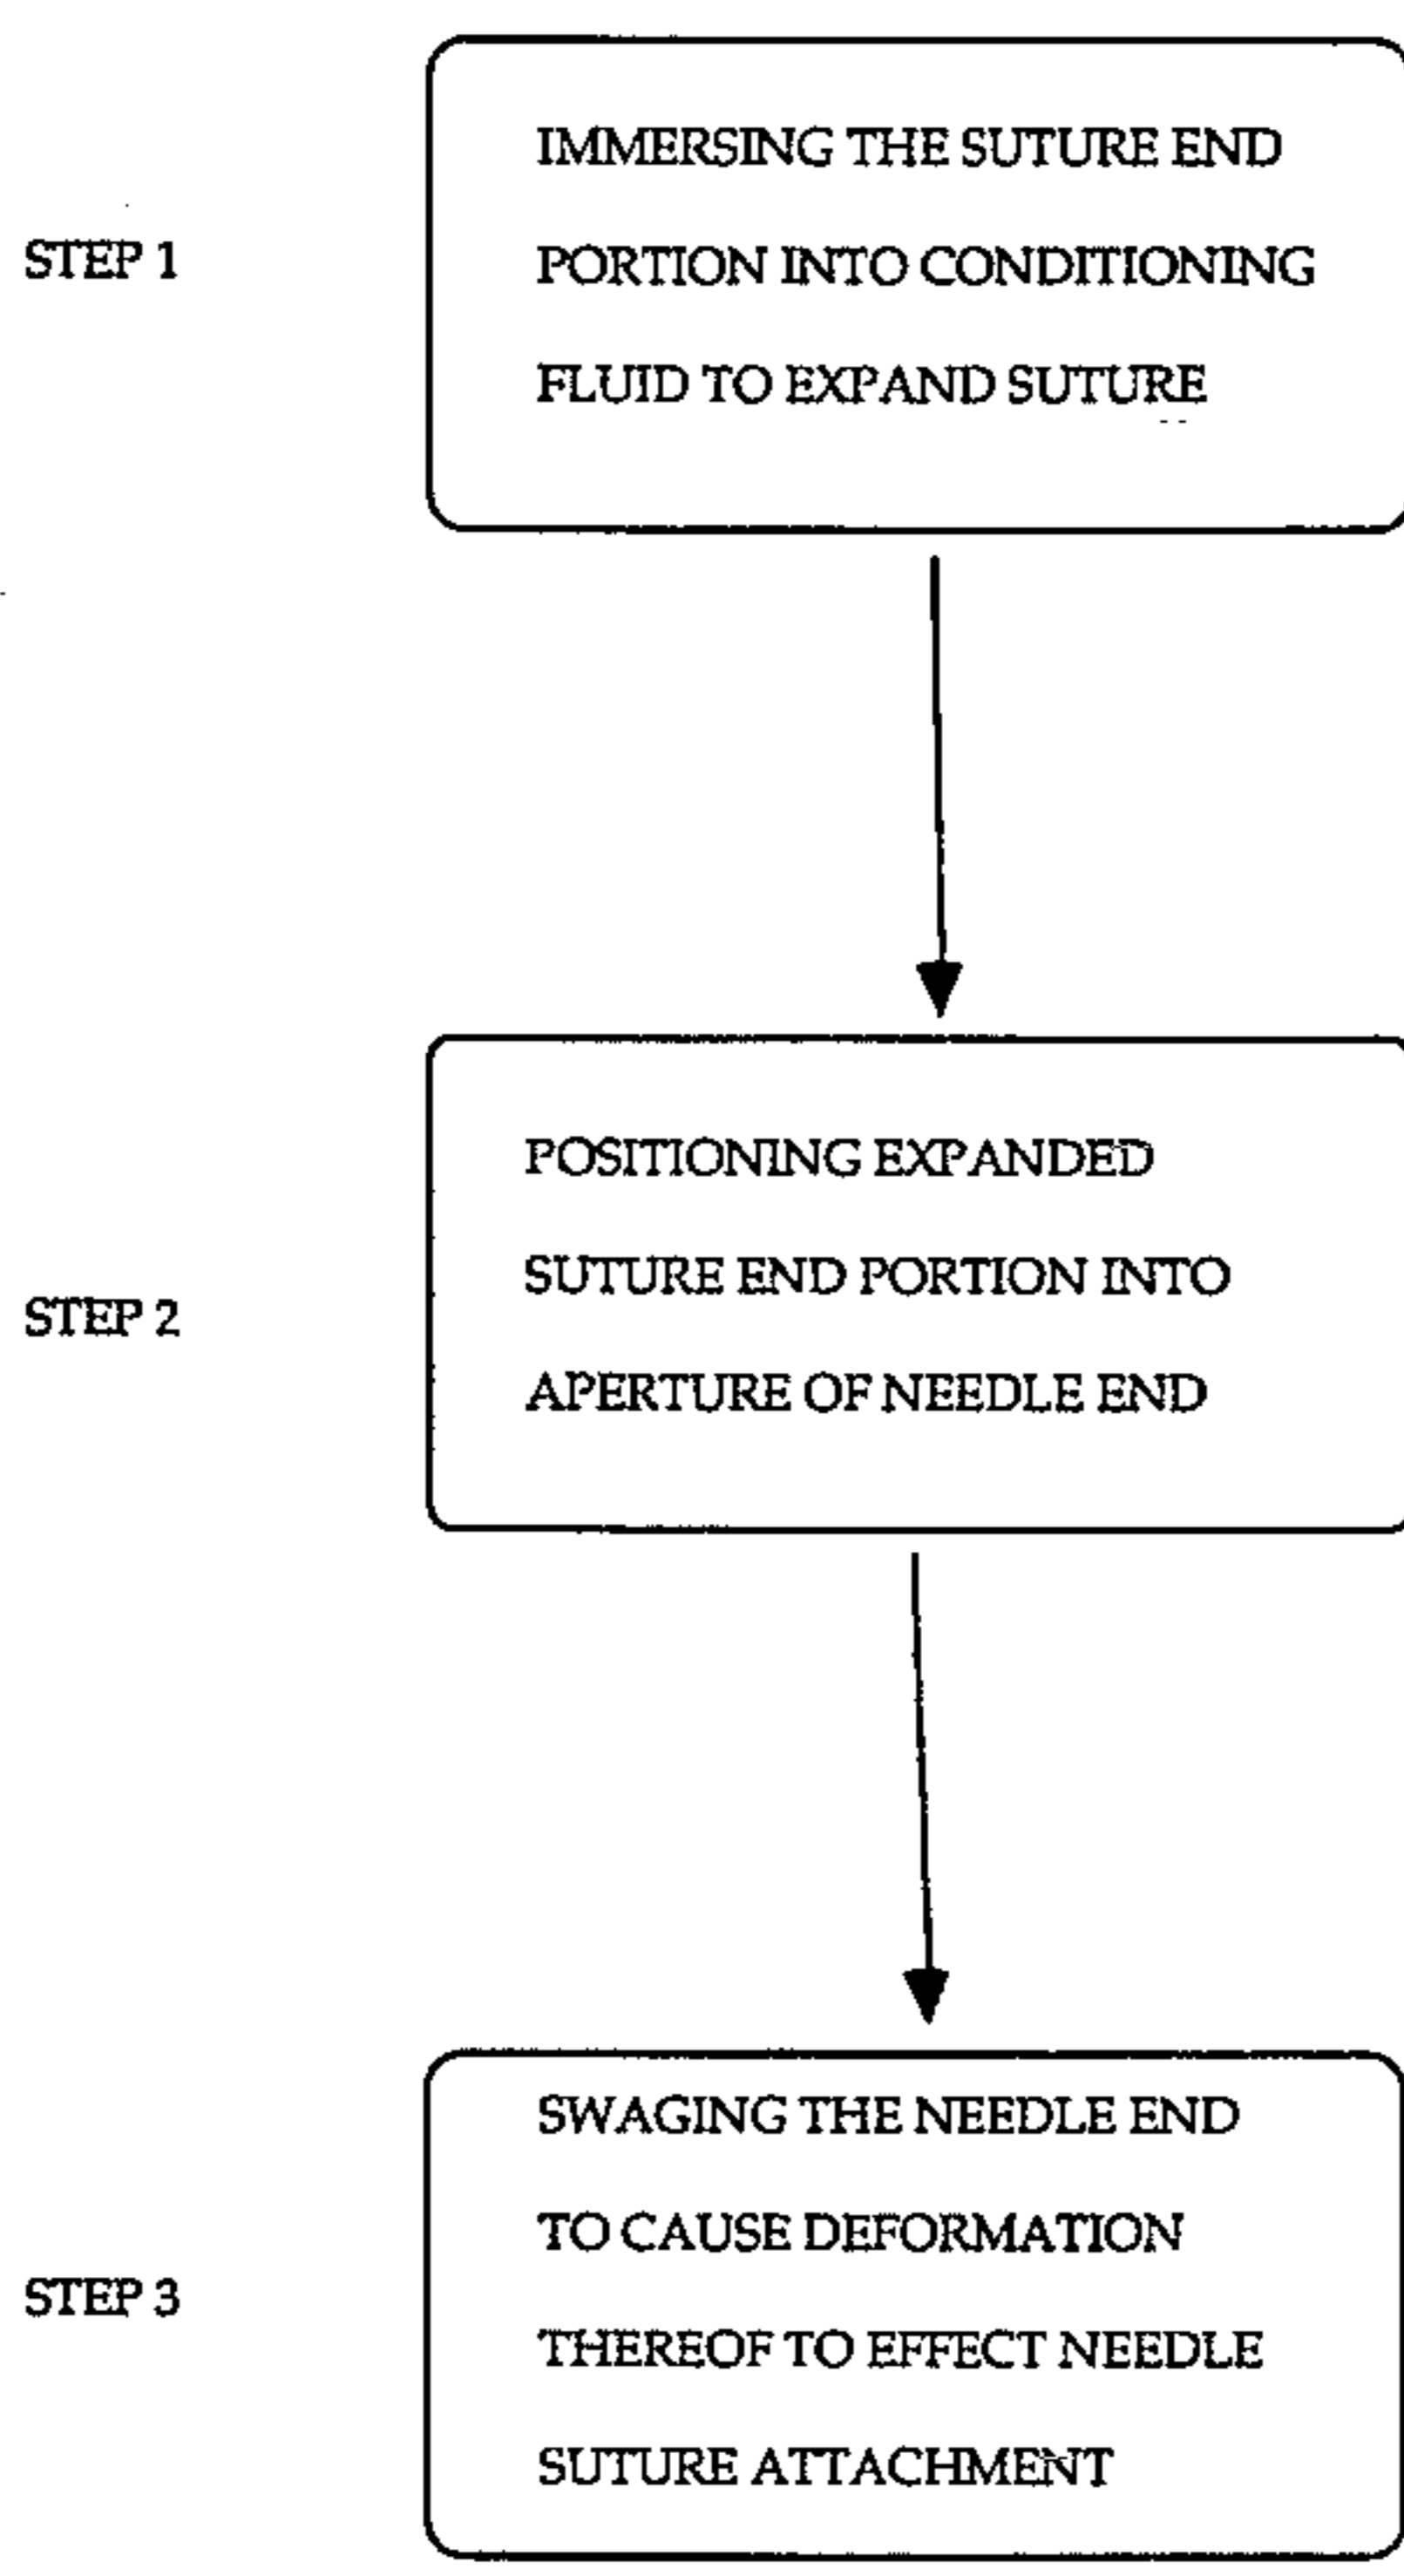 STEP 1
IMMERSING THE SUTURE END
PORTION INTO CONDITIONING
FLUID TO EXPAND SUTURE
STEP 2
POSITIONING EXPANDED
SUTURE END PORTION INTO
APERTURE OF NEEDLE END
STEP 3
SWAGING THE NEEDLE END
TO CAUSE DEFORMATION
THEREOF TO EFFECT NEEDLE
SUTURE ATTACHMENT